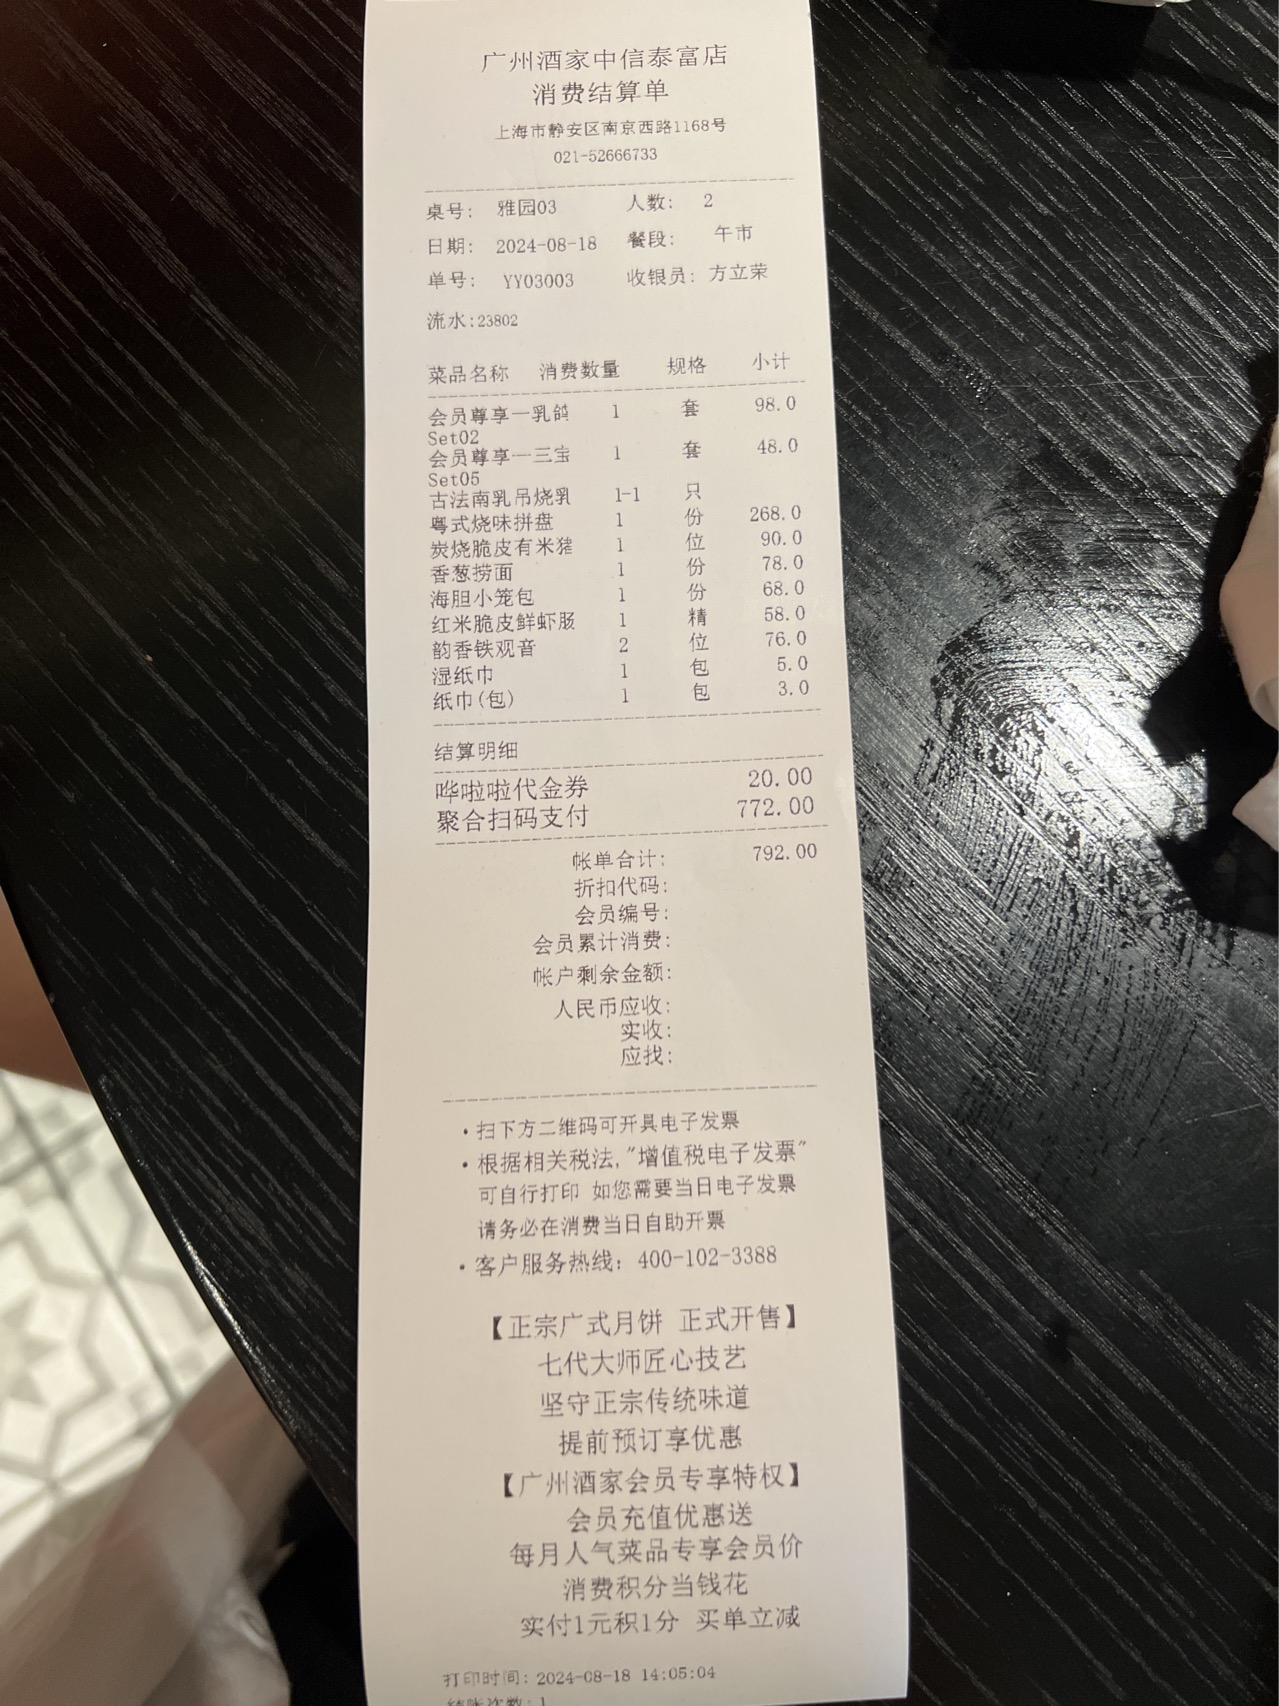 广州酒家中信泰富店
消费结算单
上海市静安区南京西路1168号
021-52666733
桌号: 雅园03 人数: 2
日期: 2024-08-18 餐段: 午市
单号: YY03003 收银员: 方立荣
流水:23802
菜品名称 消费数量 规格 小计
会员尊享一乳鸽 1 套 98.0
Set02
会员尊享一三宝 1 套 48.0
Set05
古法南乳吊烧乳 1-1 只
粤式烧味拼盘 1 份 268.0
炭烧脆皮有米猪 1 位 90.0
香葱捞面 1 份 78.0
海胆小笼包 1 份 68.0
红米脆皮鲜虾肠 1 精 58.0
韵香铁观音 2 位 76.0
湿纸巾 1 包 5.0
纸巾(包) 1 包 3.0
结算明细
哗啦啦代金券 20.00
聚合扫码支付 772.00
帐单合计: 792.00
折扣代码:
会员编号:
会员累计消费:
帐户剩余金额:
人民币应收:
实收:
应找:
·扫下方二维码可开具电子发票
·根据相关税法,"增值税电子发票"
可自行打印 如您需要当日电子发票
请务必在消费当日自助开票
·客户服务热线: 400-102-3388
【正宗广式月饼 正式开售】
七代大师匠心技艺
坚守正宗传统味道
提前预订享优惠
【广州酒家会员专享特权】
会员充值优惠送
每月人气菜品专享会员价
消费积分当钱花
实付1元积1分 买单立减
打印时间: 2024-08-18 14:05:04
结账次数: 1